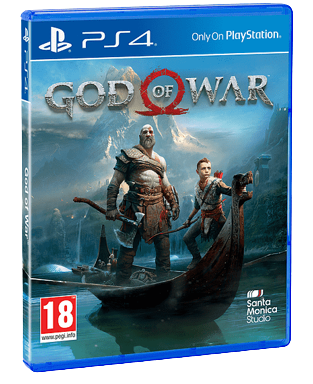 PS4
Only On PlayStation®
GOD OF WAR
God of War
18
www.pegi.info
Santa
Monica
Studio